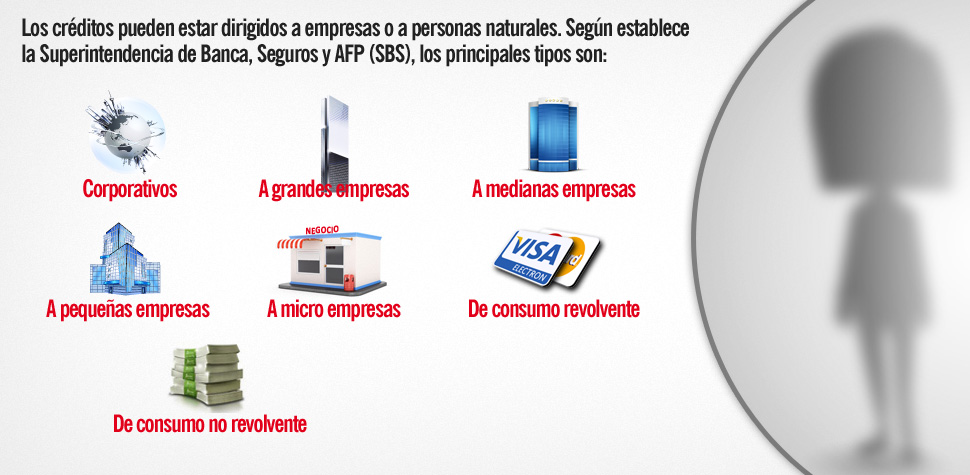 Los créditos pueden estar dirigidos a empresas o a personas naturales. Según establece
la Superintendencia de Banca, Seguros y AFP (SBS), los principales tipos son:
Corporativos
A grandes empresas
A medianas empresas
NEGOCIO
VISA
ELECTRON
d
A pequeñas empresas
A micro empresas
De consumo revolvente
De consumo no revolvente